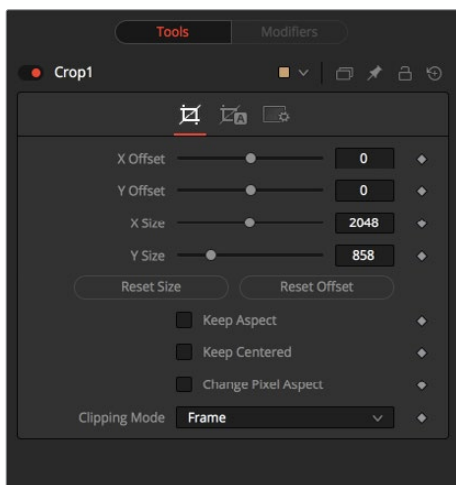 Tools Modifiers
Crop1
A
X Offset 0
Y Offset 0
X Size 2048
Y Size 858
Reset Size Reset Offset
Keep Aspect
Keep Centered
Change Pixel Aspect
Clipping Mode Frame